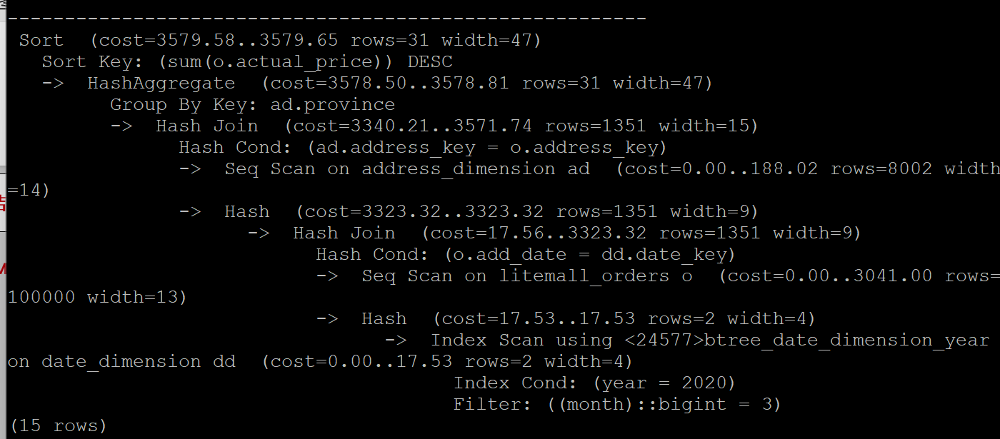 -------------------------------------------------------
Sort  (cost=3579.58..3579.65 rows=31 width=47)
Sort Key: (sum(o.actual_price)) DESC
->  HashAggregate  (cost=3578.50..3578.81 rows=31 width=47)
Group By Key: ad.province
->  Hash Join  (cost=3340.21..3571.74 rows=1351 width=15)
Hash Cond: (ad.address_key = o.address_key)
->  Seq Scan on address_dimension ad  (cost=0.00..188.02 rows=8002 width
=14)
->  Hash  (cost=3323.32..3323.32 rows=1351 width=9)
->  Hash Join  (cost=17.56..3323.32 rows=1351 width=9)
Hash Cond: (o.add_date = dd.date_key)
->  Seq Scan on litemall_orders o  (cost=0.00..3041.00 rows=
100000 width=13)
->  Hash  (cost=17.53..17.53 rows=2 width=4)
->  Index Scan using <24577>btree_date_dimension_year
on date_dimension dd  (cost=0.00..17.53 rows=2 width=4)
Index Cond: (year = 2020)
Filter: ((month)::bigint = 3)
(15 rows)